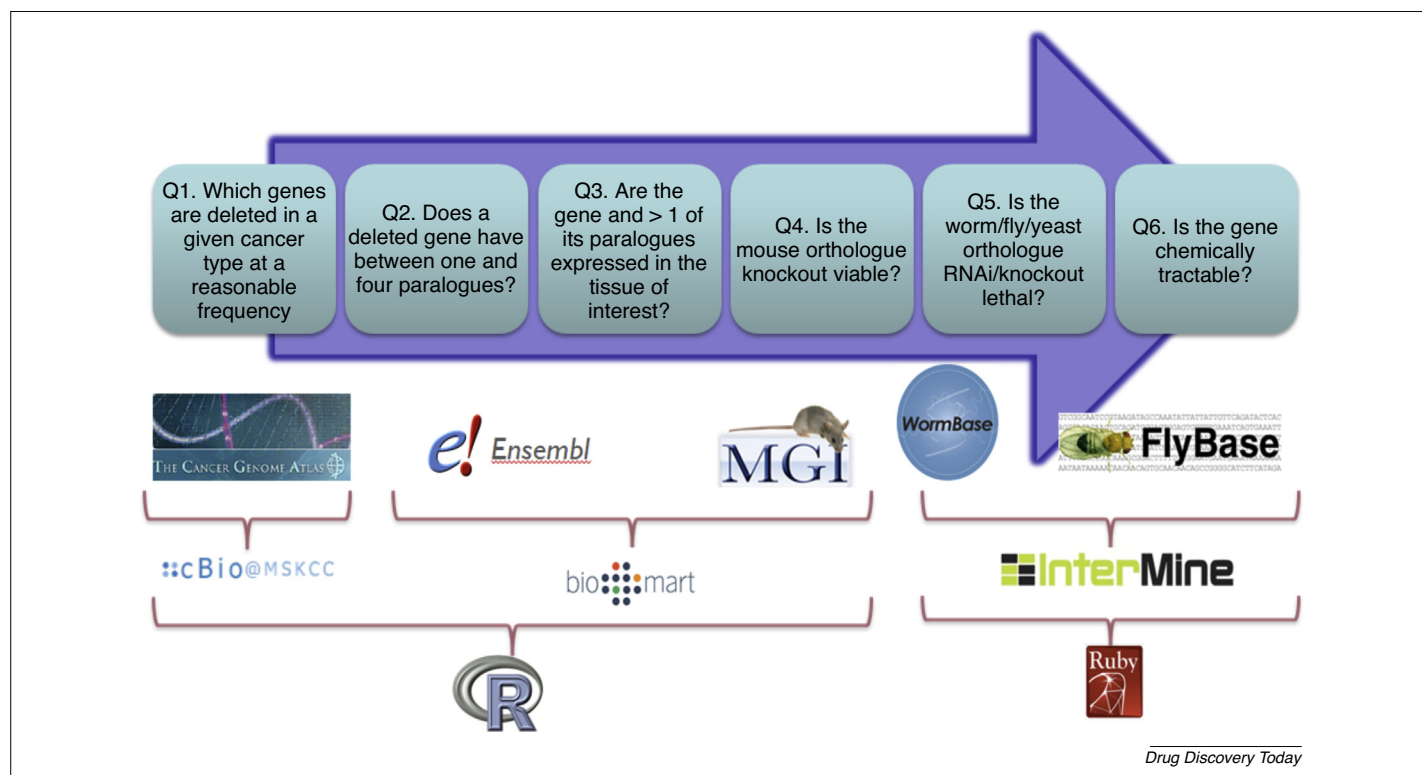 Q1. Which genes
are deleted in a
given cancer
type at a
reasonable
frequency
Q2. Does a
deleted gene have
between one and
four paralogues?
Q3. Are the
gene and > 1 of
its paralogues
expressed in the
tissue of
interest?
Q4. Is the
mouse orthologue
knockout viable?
Q5. Is the
worm/fly/yeast
orthologue
RNAi/knockout
lethal?
Q6. Is the gene
chemically
tractable?
THE CANCER GENOME ATLAS
e! Ensembl
MGI
WormBase
FlyBase
cBio@MSKCC
bio mart
InterMine
R
Ruby
Drug Discovery Today